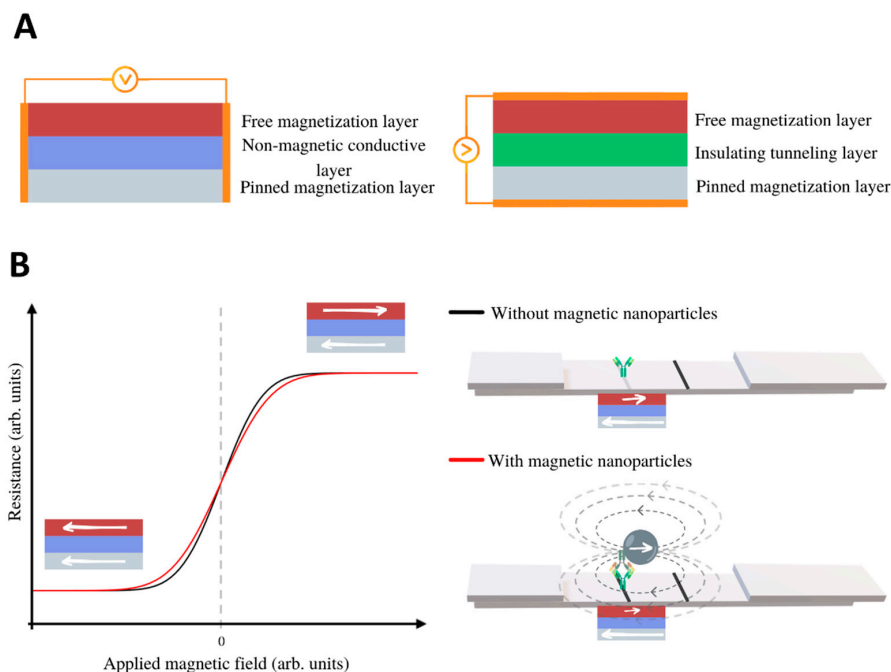 A
V
Free magnetization layer
Non-magnetic conductive
layer
Pinned magnetization layer
V
Free magnetization layer
Insulating tunneling layer
Pinned magnetization layer
B
Resistance (arb. units)
0
Applied magnetic field (arb. units)
Without magnetic nanoparticles
With magnetic nanoparticles